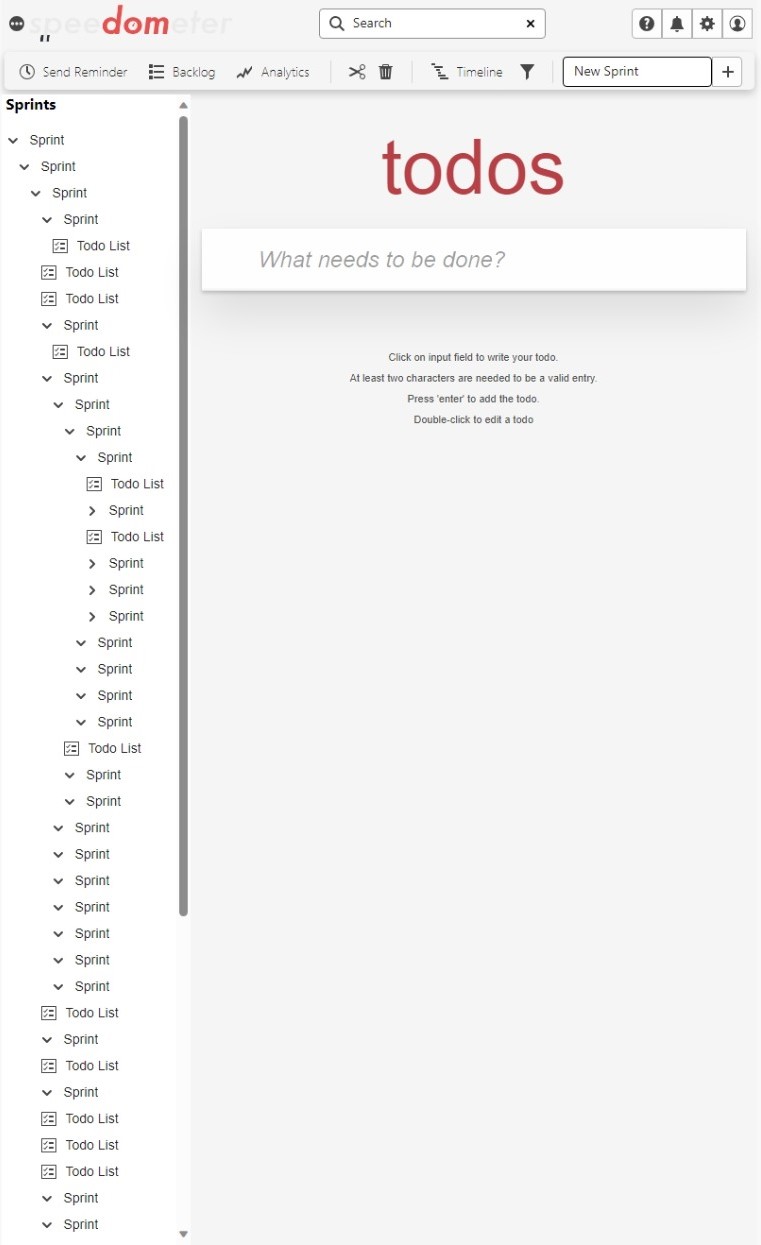 speedometer
Search
Send Reminder
Backlog
Analytics
Timeline
New Sprint
Sprints
Sprint
Sprint
Sprint
Sprint
Todo List
Todo List
Todo List
Sprint
Todo List
Sprint
Sprint
Sprint
Sprint
Todo List
Sprint
Todo List
Sprint
Sprint
Sprint
Sprint
Sprint
Sprint
Sprint
Todo List
Sprint
Sprint
Sprint
Sprint
Sprint
Sprint
Sprint
Sprint
Sprint
Todo List
Sprint
Todo List
Sprint
Todo List
Todo List
Todo List
Sprint
Sprint
todos
What needs to be done?
Click on input field to write your todo.
At least two characters are needed to be a valid entry.
Press 'enter' to add the todo.
Double-click to edit a todo